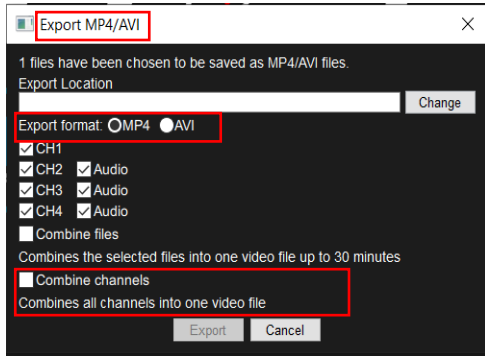 Export MP4/AVI
1 files have been chosen to be saved as MP4/AVI files.
Export Location
Change
Export format: MP4 AVI
CH1
CH2 Audio
CH3 Audio
CH4 Audio
Combine files
Combines the selected files into one video file up to 30 minutes
Combine channels
Combines all channels into one video file
Export Cancel